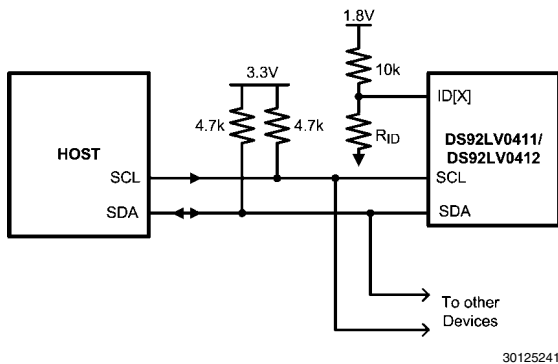 1.8V
10k
3.3V
ID[X]
4.7k
4.7k
RID
HOST
DS92LV0411/
DS92LV0412
SCL
SCL
SDA
SDA
To other
Devices
30125241